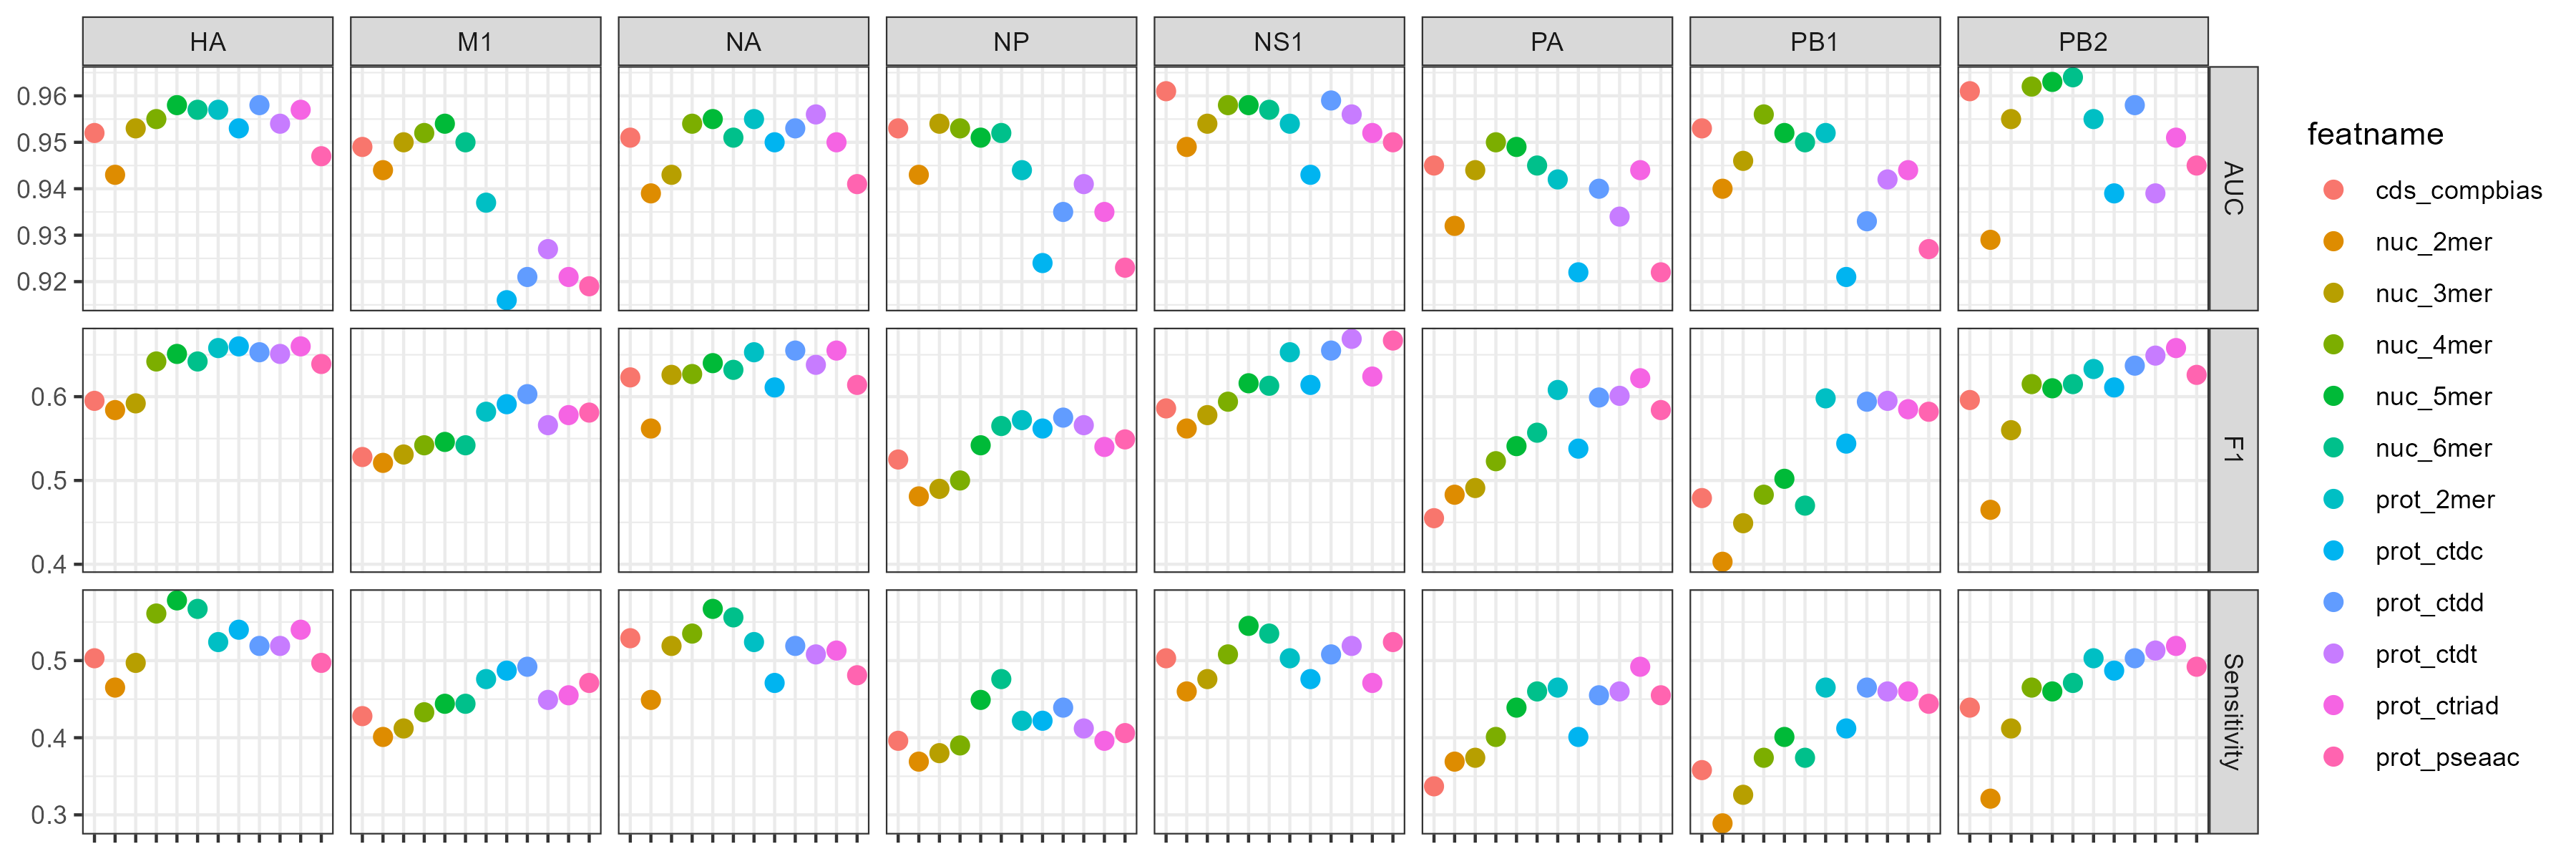 HA M1 NA NP NS1 PA PB1 PB2
0.96
0.95
0.94
0.93
0.92
AUC
0.6
0.5
0.4
F1
0.5
0.4
0.3
Sensitivity
featname
cds_compbias
nuc_2mer
nuc_3mer
nuc_4mer
nuc_5mer
nuc_6mer
prot_2mer
prot_ctdc
prot_ctdd
prot_ctdt
prot_ctriad
prot_pseaac